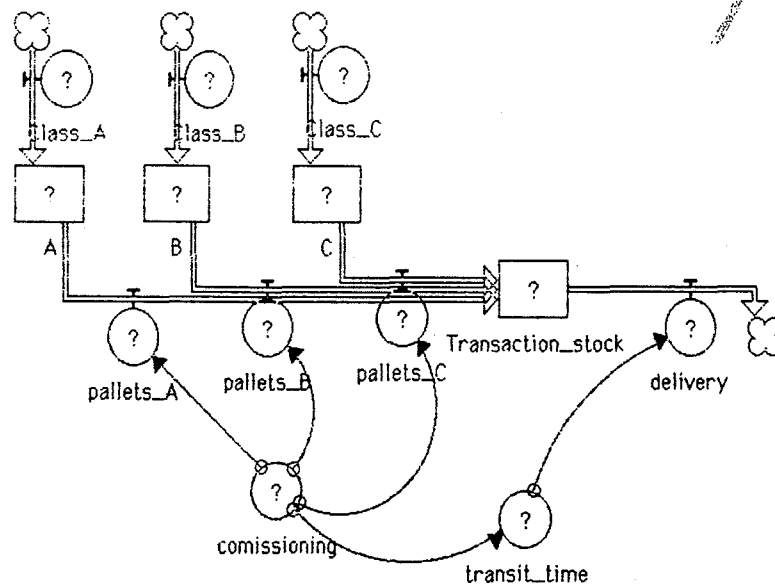 ?
?
?
Class_A
Class_B
Class_C
?
?
?
A
B
C
?
?
?
?
?
Transaction_stock
pallets_A
pallets_B
pallets_C
delivery
?
?
comissioning
transit_time